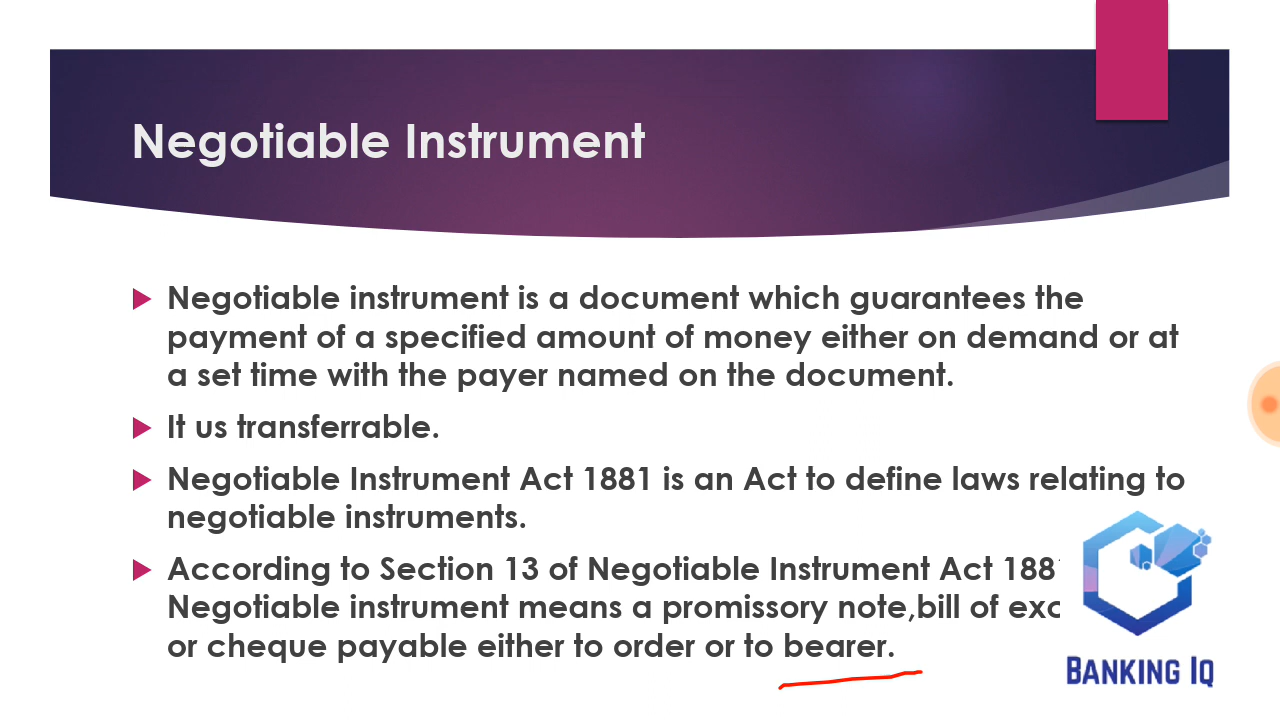 Negotiable Instrument
Negotiable instrument is a document which guarantees the
payment of a specified amount of money either on demand or at
a set time with the payer named on the document.
It us transferrable.
Negotiable Instrument Act 1881 is an Act to define laws relating to
negotiable instruments.
According to Section 13 of Negotiable Instrument Act
Negotiable instrument means a promissory note,bill of
or cheque payable either to order or to bearer.
BANKING IQ